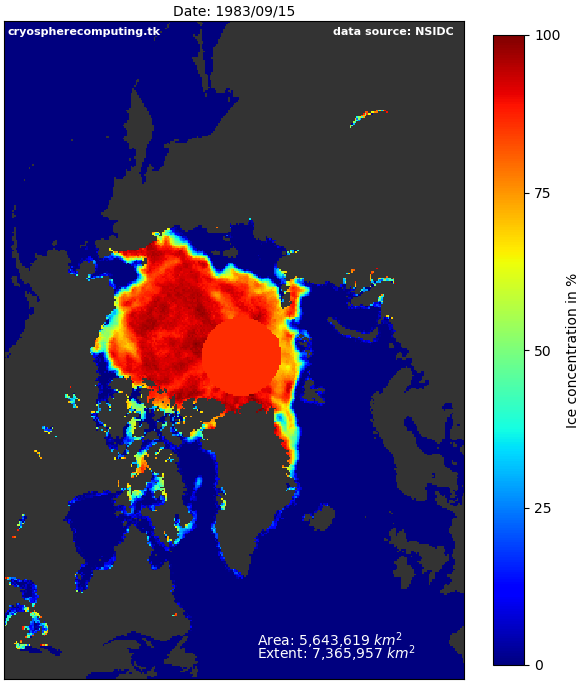 Date: 1983/09/15
cryospherecomputing.tk
data source: NSIDC
100
75
50
25
0
Ice concentration in %
Area: 5,643,619 km²
Extent: 7,365,957 km²